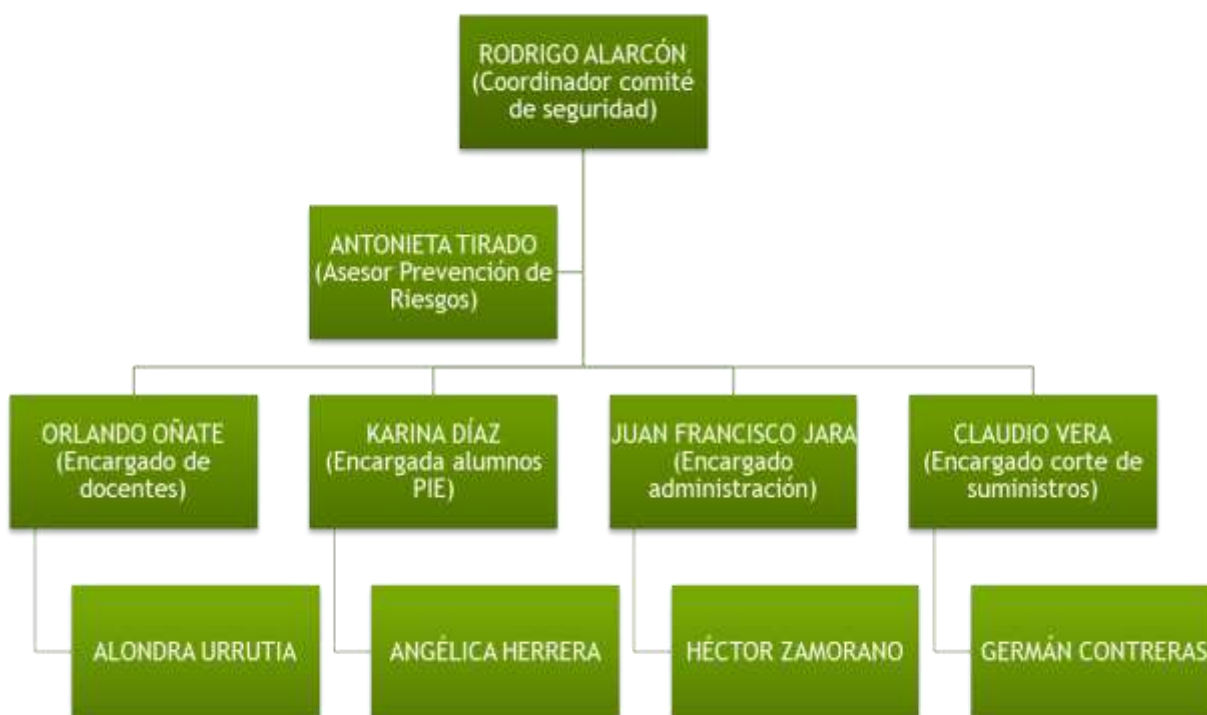 RODRIGO ALARCÓN
(Coordinador comité
de seguridad)
ANTONIETA TIRADO
(Asesor Prevención de
Riesgos)
ORLANDO OÑATE
(Encargado de
docentes)
KARINA DÍAZ
(Encargada alumnos
PIE)
JUAN FRANCISCO JARA
(Encargado
administración)
CLAUDIO VERA
(Encargado corte de
suministros)
ALONDRA URRUTIA
ANGÉLICA HERRERA
HÉCTOR ZAMORANO
GERMÁN CONTRERAS